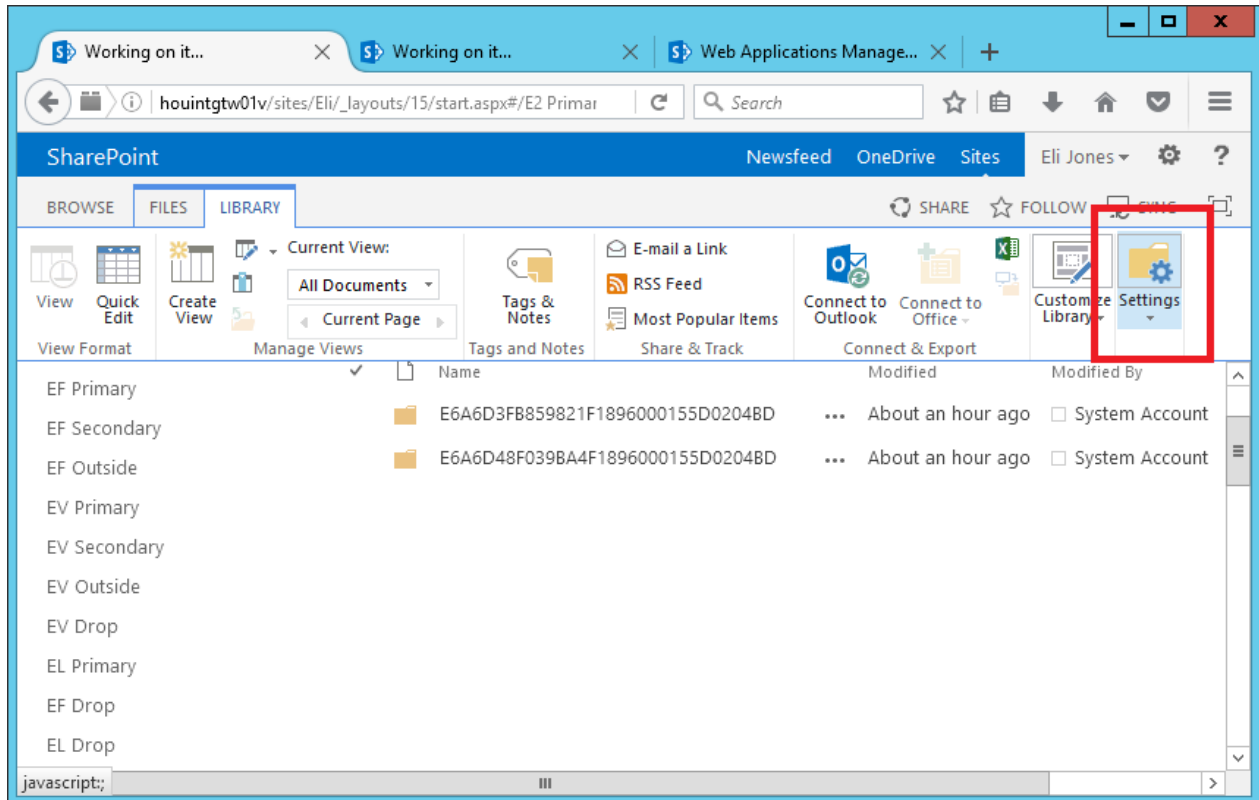 Working on it...
Working on it...
Web Applications Manage...
houintgtw01v/sites/Eli/_layouts/15/start.aspx#/E2 Primar
Search
SharePoint
Newsfeed OneDrive Sites Eli Jones ?
BROWSE FILES LIBRARY
SHARE FOLLOW SYNC
View
Quick Edit
Create View
Current View:
All Documents
Current Page
Tags & Notes
E-mail a Link
RSS Feed
Most Popular Items
Connect to Outlook
Connect to Office
Customize Library
Settings
View Format Manage Views Tags and Notes Share & Track Connect & Export
Name Modified Modified By
E6A6D3FB859821F1896000155D0204BD ... About an hour ago System Account
E6A6D48F039BA4F1896000155D0204BD ... About an hour ago System Account
EF Primary
EF Secondary
EF Outside
EV Primary
EV Secondary
EV Outside
EV Drop
EL Primary
EF Drop
EL Drop
javascript:;